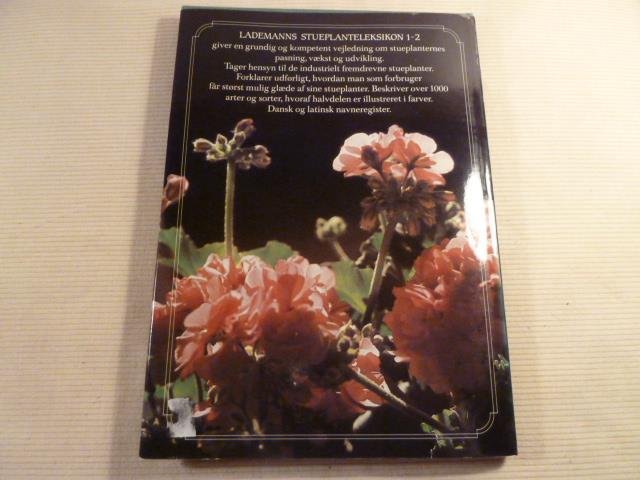 LADEMANNS STUEPLANTELEKSIKON 1-2
giver en grundig og kompetent vejledning om stueplanternes
pasning, vækst og udvikling.
Tager hensyn til de industrielt fremdrevne stueplanter.
Forklarer udførligt, hvordan man som forbruger
får størst mulig glæde af sine stueplanter. Beskriver over 1000
arter og sorter, hvoraf halvdelen er illustreret i farver.
Dansk og latinsk navneregister.